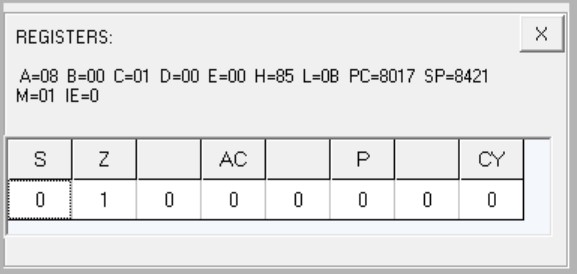 REGISTERS:
X
A=08 B=00 C=01 D=00 E=00 H=85 L=0B PC=8017 SP=8421
M=01 IE=0
S Z AC P CY
0 1 0 0 0 0 0 0